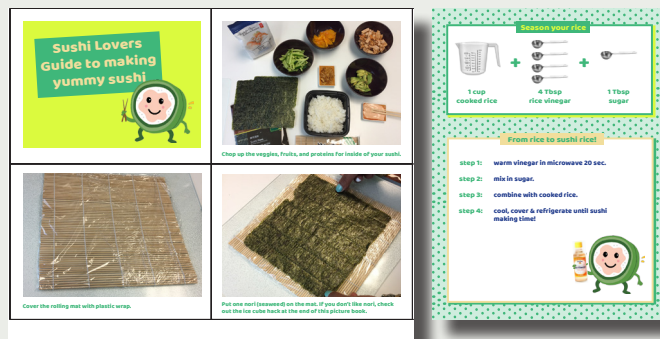 Sushi Lovers
Guide to making
yummy sushi
Chop up the veggies, fruits, and proteins for inside of your sushi.
Cover the rolling mat with plastic wrap.
Put one nori (seaweed) on the mat. If you don't like nori, check
out the ice cube hack at the end of this picture book.
Season your rice
1 cup
cooked rice
+
4 Tbsp
rice vinegar
+
1 Tbsp
sugar
From rice to sushi rice!
step 1: warm vinegar in microwave 20 sec.
step 2: mix in sugar.
step 3: combine with cooked rice.
step 4: cool, cover & refrigerate until sushi
making time!